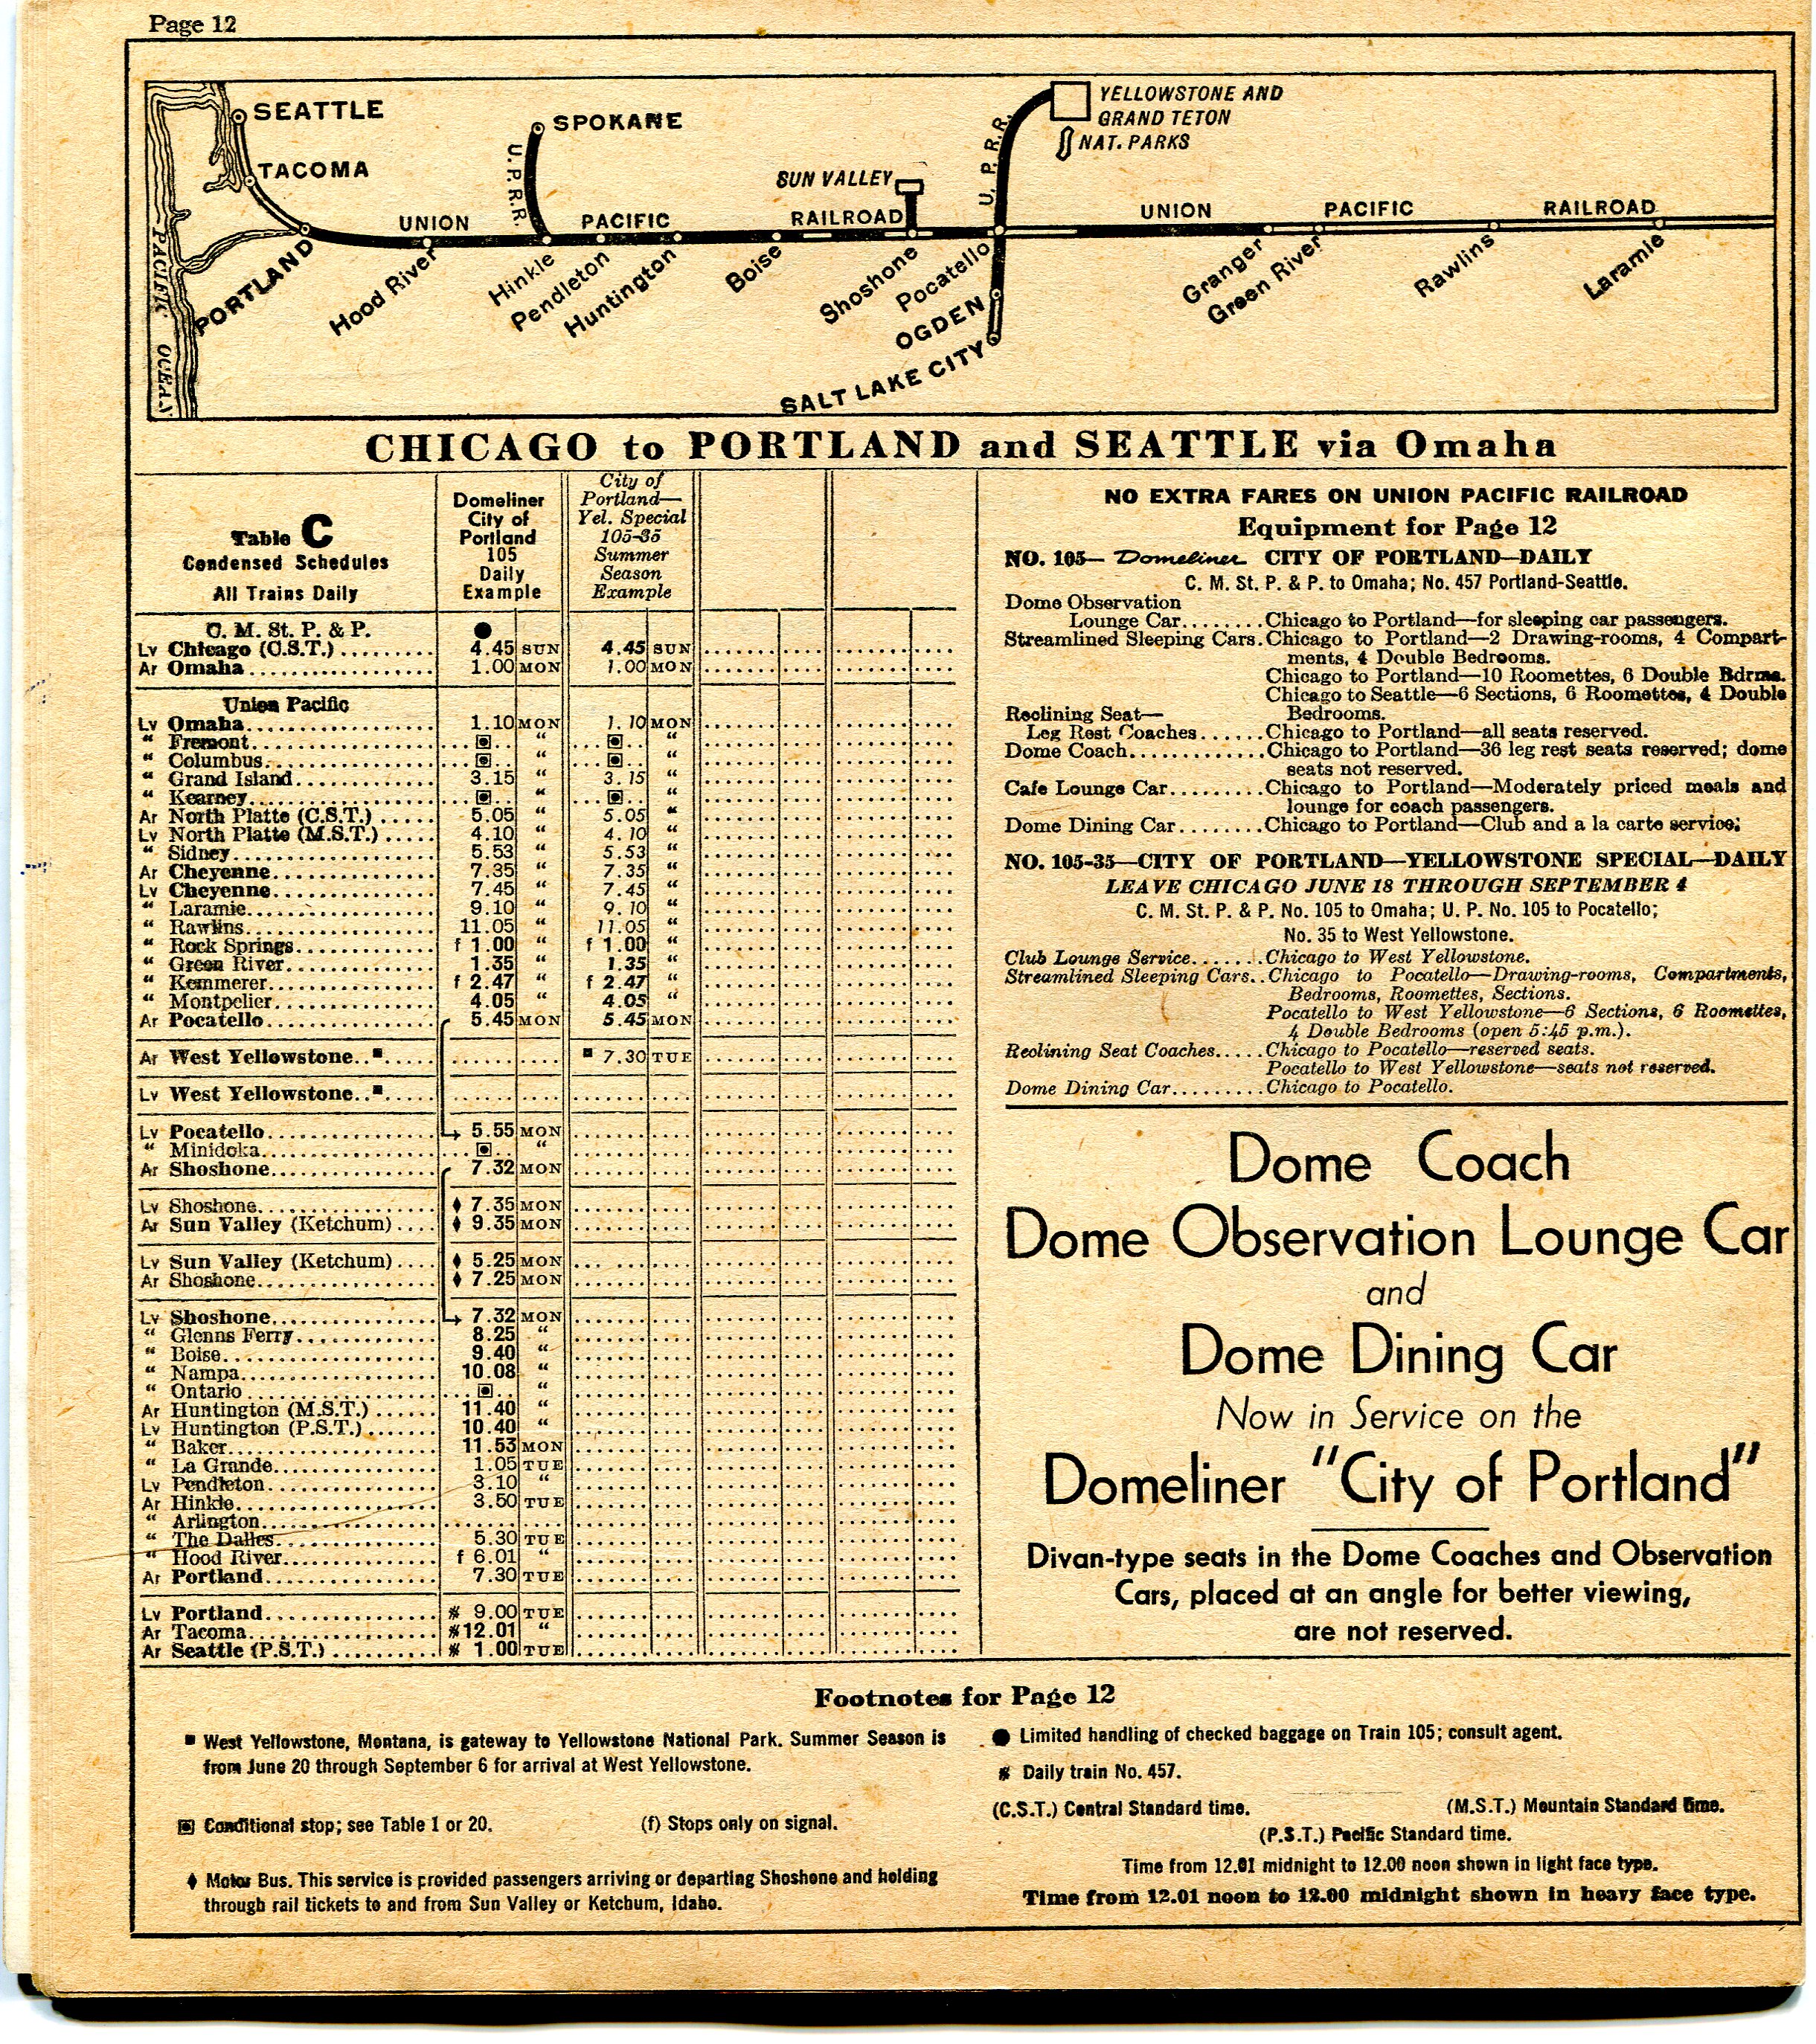 Page 12
SEATTLE
TACOMA
SPOKANE
U. P. R.R.
YELLOWSTONE AND
GRAND TETON
NAT. PARKS
U. P. R.R.
SUN VALLEY
UNION PACIFIC RAILROAD UNION PACIFIC RAILROAD
PACIFIC OCEAN
PORTLAND
Hood River
Hinkle
Pendleton
Huntington
Boise
Shoshone
Pocatello
OGDEN
SALT LAKE CITY
Granger
Green River
Rawlins
Laramie
CHICAGO to PORTLAND and SEATTLE via Omaha
Table C
Condensed Schedules
All Trains Daily
Domeliner
City of
Portland
105
Daily
Example
City of
Portland—
Yel. Special
105-35
Summer
Season
Example
C. M. St. P. & P. ●
Lv Chicago (C.S.T.) 4.45 SUN 4.45 SUN
Ar Omaha 1.00 MON 1.00 MON
Union Pacific
Lv Omaha 1.10 MON 1.10 MON
“ Fremont ▣ “ ▣ “
“ Columbus ▣ “ ▣ “
“ Grand Island 3.15 “ 3.15 “
“ Kearney ▣ “ ▣ “
Ar North Platte (C.S.T.) 5.05 “ 5.05 “
Lv North Platte (M.S.T.) 4.10 “ 4.10 “
“ Sidney 5.53 “ 5.53 “
Ar Cheyenne 7.35 “ 7.35 “
Lv Cheyenne 7.45 “ 7.45 “
“ Laramie 9.10 “ 9.10 “
“ Rawlins 11.05 “ 11.05 “
“ Rock Springs f 1.00 “ f 1.00 “
“ Green River 1.35 “ 1.35 “
“ Kemmerer f 2.47 “ f 2.47 “
“ Montpelier 4.05 “ 4.05 “
Ar Pocatello 5.45 MON 5.45 MON
Ar West Yellowstone ■ ■ 7.30 TUE
Lv West Yellowstone ■
Lv Pocatello 5.55 MON
“ Minidoka ▣ “
Ar Shoshone 7.32 MON
Lv Shoshone ♦ 7.35 MON
Ar Sun Valley (Ketchum) ♦ 9.35 MON
Lv Sun Valley (Ketchum) ♦ 5.25 MON
Ar Shoshone ♦ 7.25 MON
Lv Shoshone 7.32 MON
“ Glenns Ferry 8.25 “
“ Boise 9.40 “
“ Nampa 10.08 “
“ Ontario ▣ “
Ar Huntington (M.S.T.) 11.40 “
Lv Huntington (P.S.T.) 10.40 “
“ Baker 11.53 MON
“ La Grande 1.05 TUE
Lv Pendleton 3.10 “
Ar Hinkle 3.50 TUE
“ Arlington
“ The Dalles 5.30 TUE
“ Hood River f 6.01 “
Ar Portland 7.30 TUE
Lv Portland ⁕ 9.00 TUE
Ar Tacoma ⁕ 12.01 “
Ar Seattle (P.S.T.) ⁕ 1.00 TUE
NO EXTRA FARES ON UNION PACIFIC RAILROAD
Equipment for Page 12
NO. 105— Domeliner CITY OF PORTLAND—DAILY
C. M. St. P. & P. to Omaha; No. 457 Portland-Seattle.
Dome Observation
Lounge Car........Chicago to Portland—for sleeping car passengers.
Streamlined Sleeping Cars.Chicago to Portland—2 Drawing-rooms, 4 Compart-
ments, 4 Double Bedrooms.
Chicago to Portland—10 Roomettes, 6 Double Bdrms.
Chicago to Seattle—6 Sections, 6 Roomettes, 4 Double
Bedrooms.
Reclining Seat—
Leg Rest Coaches......Chicago to Portland—all seats reserved.
Dome Coach.............Chicago to Portland—36 leg rest seats reserved; dome
seats not reserved.
Cafe Lounge Car.........Chicago to Portland—Moderately priced meals and
lounge for coach passengers.
Dome Dining Car........Chicago to Portland—Club and a la carte service.
NO. 105-35—CITY OF PORTLAND—YELLOWSTONE SPECIAL—DAILY
LEAVE CHICAGO JUNE 18 THROUGH SEPTEMBER 4
C. M. St. P. & P. No. 105 to Omaha; U. P. No. 105 to Pocatello;
No. 35 to West Yellowstone.
Club Lounge Service.......Chicago to West Yellowstone.
Streamlined Sleeping Cars..Chicago to Pocatello—Drawing-rooms, Compartments,
Bedrooms, Roomettes, Sections.
Pocatello to West Yellowstone—6 Sections, 6 Roomettes,
4 Double Bedrooms (open 5:45 p.m.).
Reclining Seat Coaches.....Chicago to Pocatello—reserved seats.
Pocatello to West Yellowstone—seats not reserved.
Dome Dining Car.........Chicago to Pocatello.
Dome Coach
Dome Observation Lounge Car
and
Dome Dining Car
Now in Service on the
Domeliner "City of Portland"
Divan-type seats in the Dome Coaches and Observation
Cars, placed at an angle for better viewing,
are not reserved.
Footnotes for Page 12
■ West Yellowstone, Montana, is gateway to Yellowstone National Park. Summer Season is
from June 20 through September 6 for arrival at West Yellowstone.
▣ Conditional stop; see Table 1 or 20. (f) Stops only on signal.
♦ Motor Bus. This service is provided passengers arriving or departing Shoshone and holding
through rail tickets to and from Sun Valley or Ketchum, Idaho.
● Limited handling of checked baggage on Train 105; consult agent.
⁕ Daily train No. 457.
(C.S.T.) Central Standard time. (M.S.T.) Mountain Standard time.
(P.S.T.) Pacific Standard time.
Time from 12.01 midnight to 12.00 noon shown in light face type.
Time from 12.01 noon to 12.00 midnight shown in heavy face type.